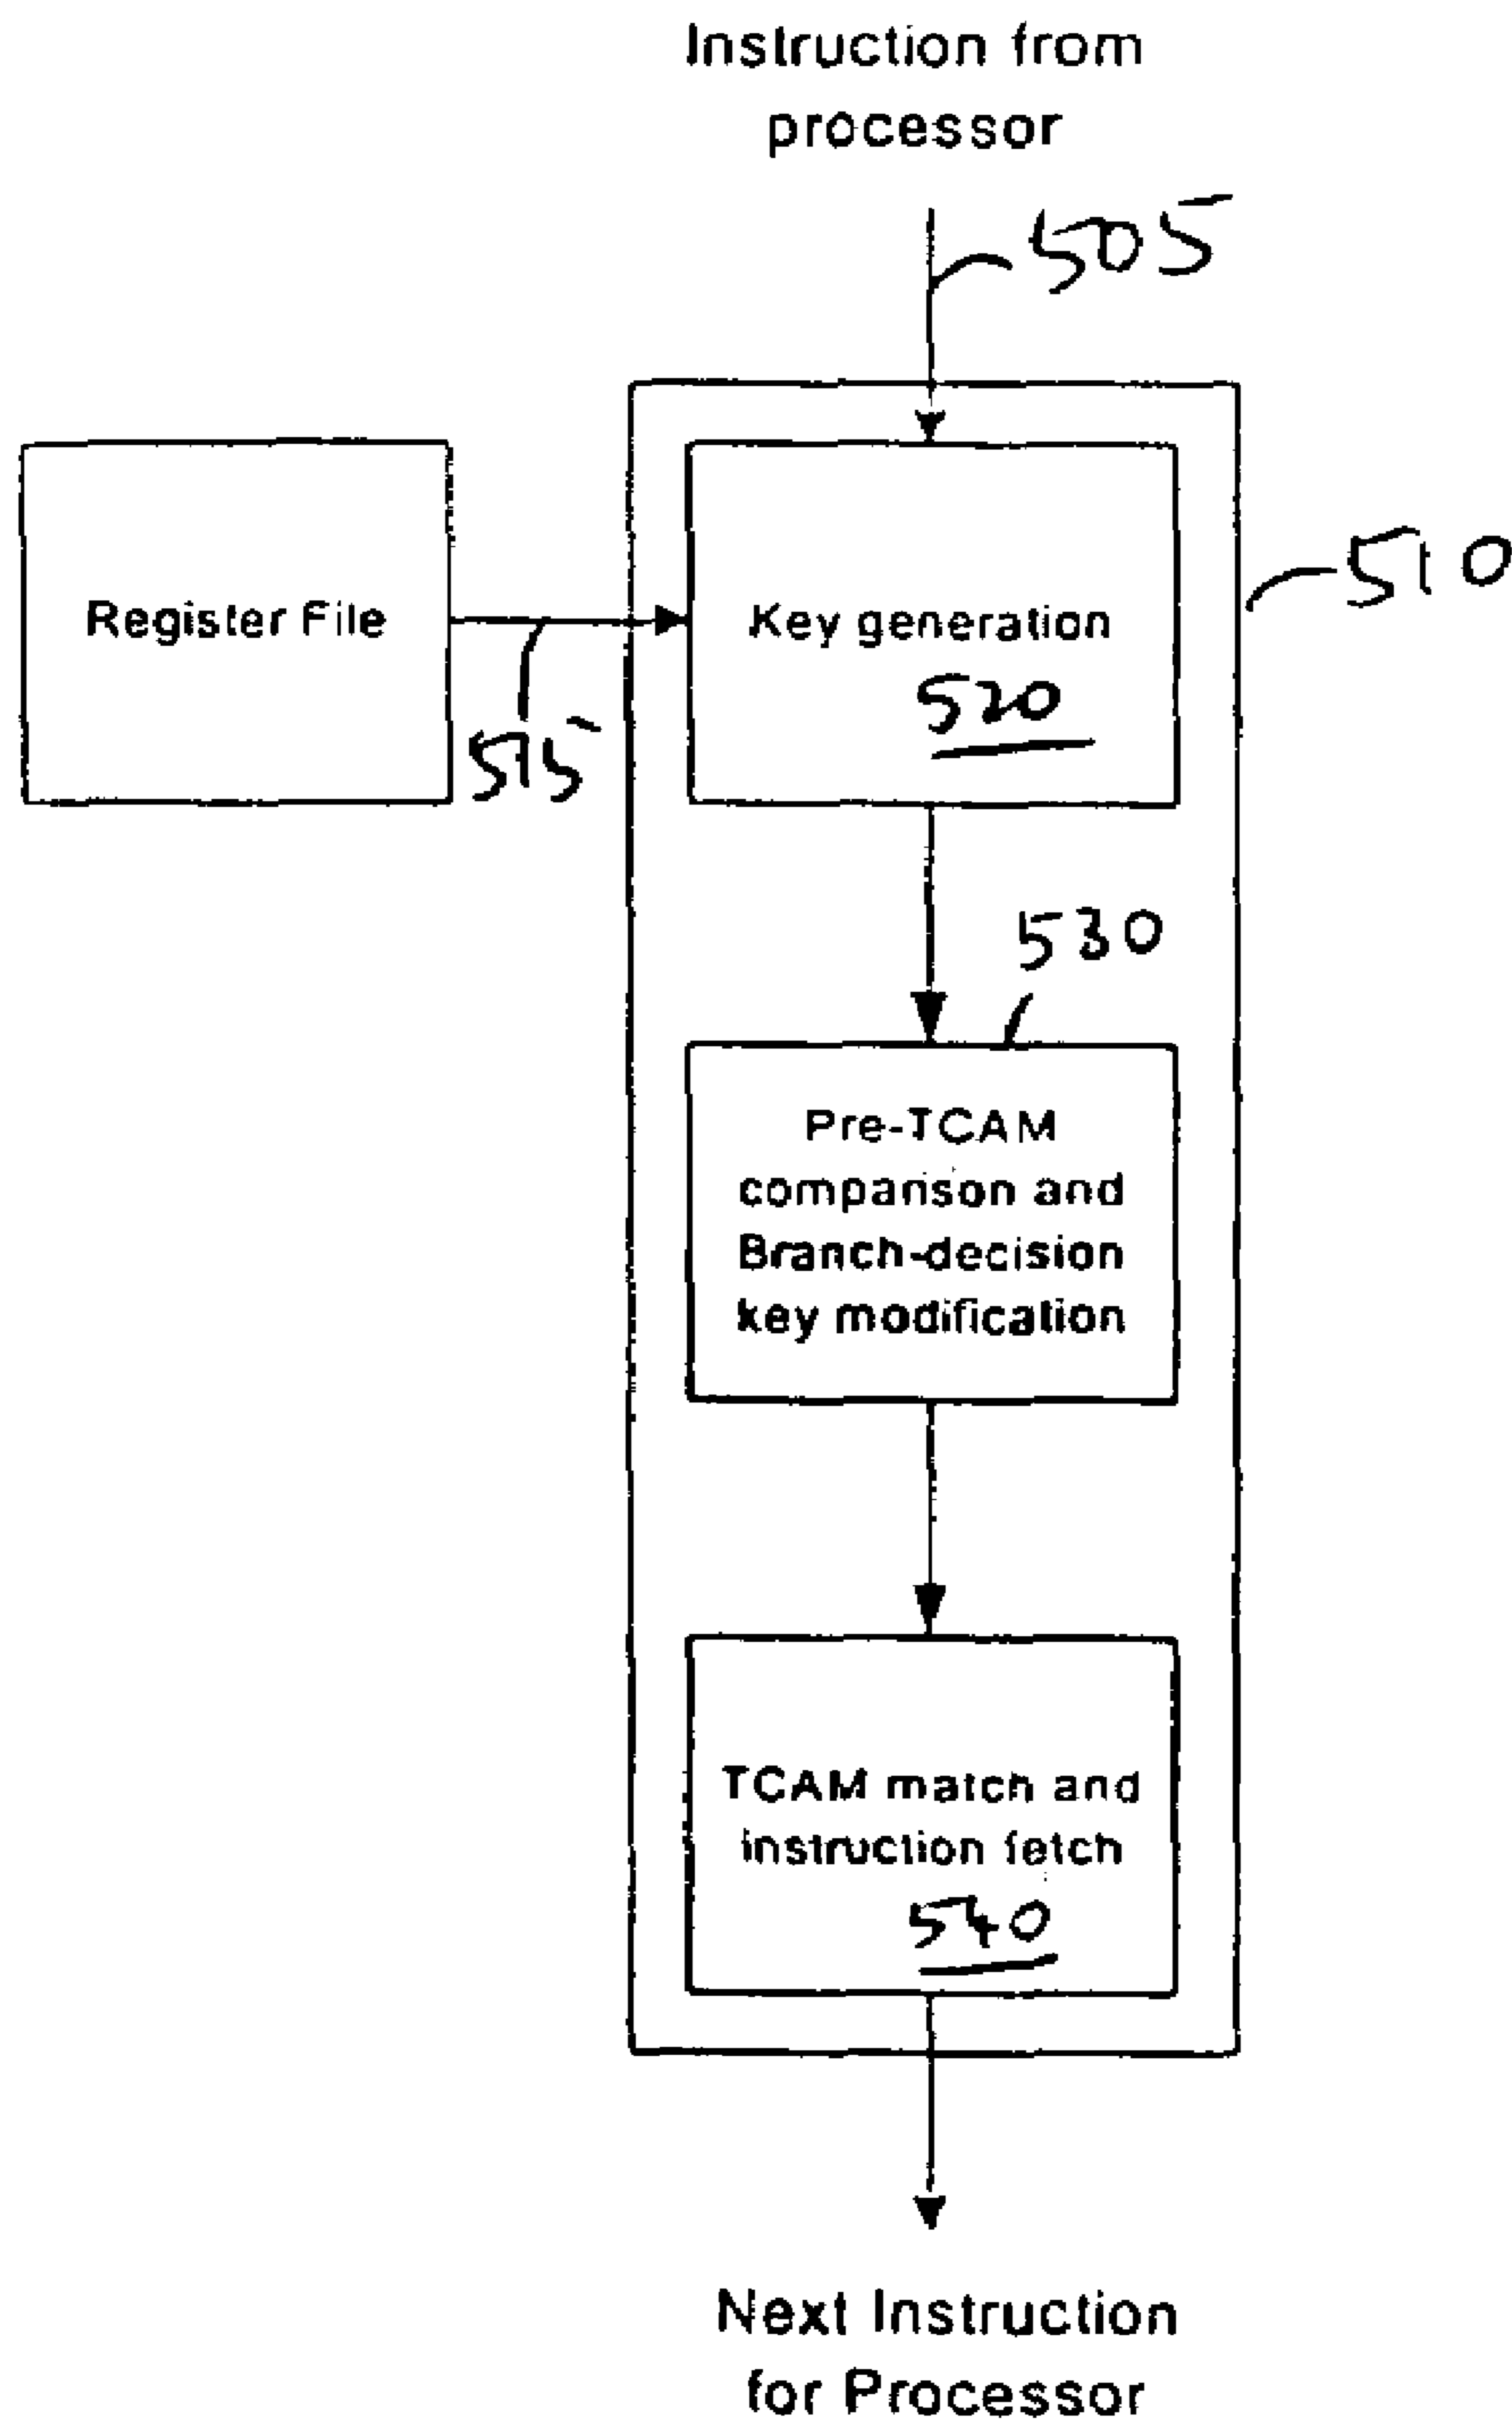 Instruction from
processor
505
510
Register File
Key generation
520
515
530
Pre-TCAM
comparison and
Branch-decision
key modification
TCAM match and
instruction fetch
540
Next Instruction
for Processor